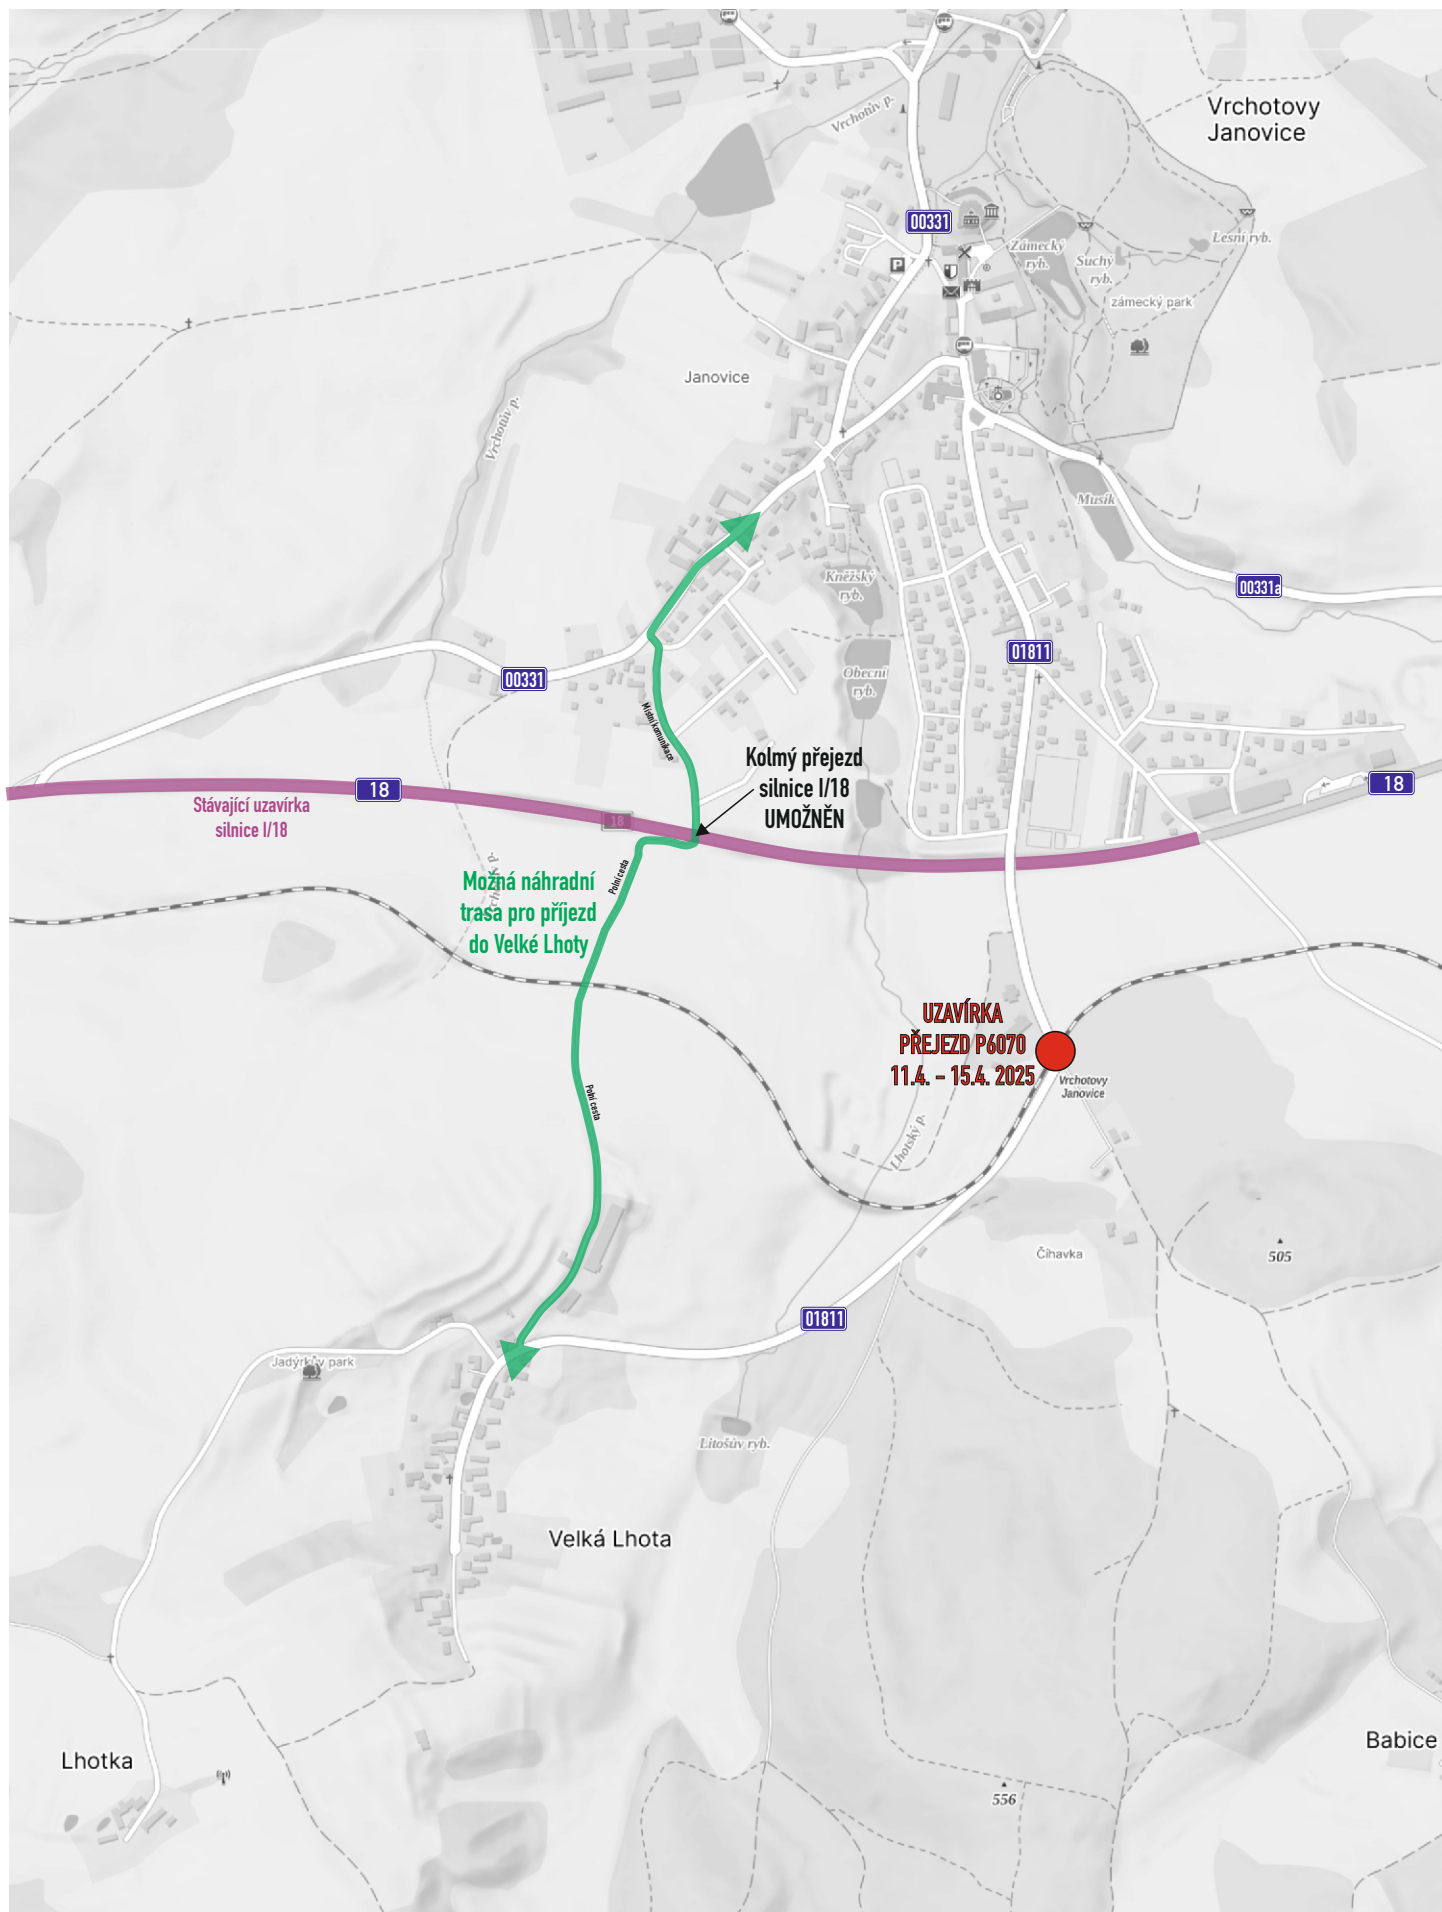 Vrchotův p.
Vrchotovy
Janovice
00331
P
Zámecký
ryb.
Suchý
ryb.
Lesní ryb.
zámecký park
Janovice
Vrchotův p.
Musík
Kněžský
ryb.
00331a
01811
Obecní
ryb.
00331
Místní komunikace
Kolmý přejezd
silnice I/18
UMOŽNĚN
18
18
Stávající uzavírka
silnice I/18
18
Polní cesta
Možná náhradní
trasa pro příjezd
do Velké Lhoty
UZAVÍRKA
PŘEJEZD P6070
11.4. – 15.4. 2025
Vrchotovy
Janovice
Polní cesta
Lhotský p.
Číhavka
505
01811
Jadýrkův park
Litošův ryb.
Velká Lhota
Lhotka
Babice
556